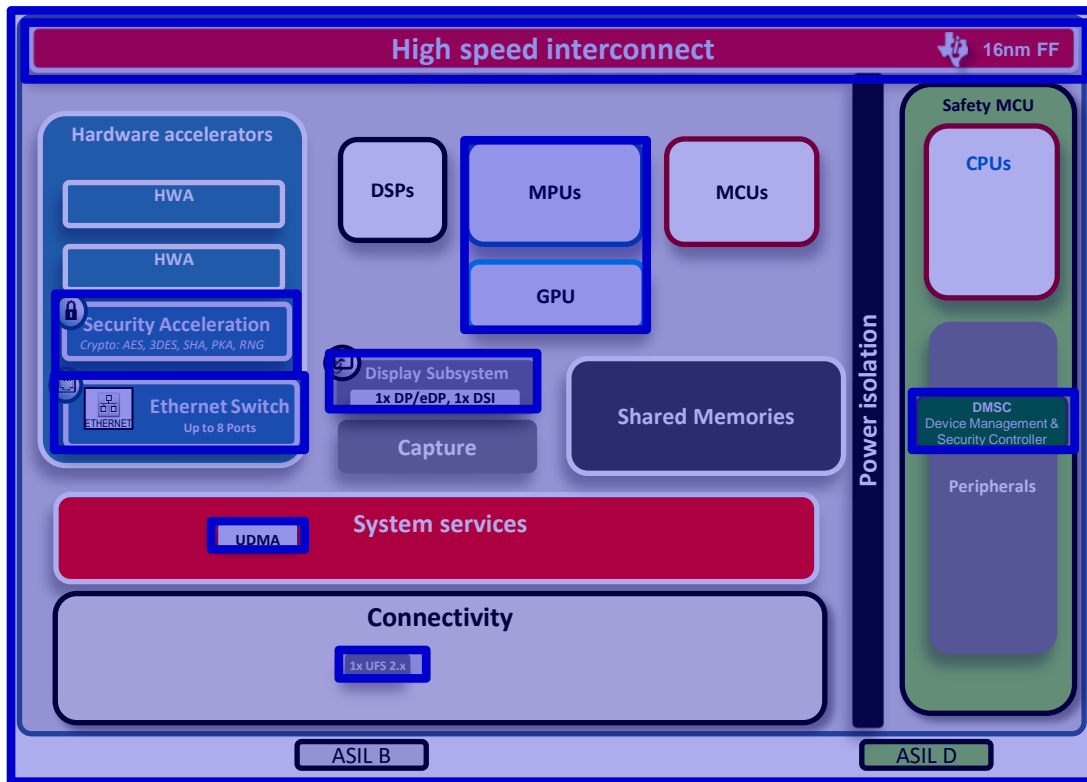 High speed interconnect
16nm FF
Hardware accelerators
HWA
HWA
Security Acceleration
Crypto: AES, 3DES, SHA, PKA, RNG
ETHERNET
Ethernet Switch
Up to 8 Ports
DSPs
MPUs
MCUs
GPU
Display Subsystem
1x DP/eDP, 1x DSI
Capture
Shared Memories
Power isolation
Safety MCU
CPUs
DMSC
Device Management &
Security Controller
Peripherals
System services
UDMA
Connectivity
1x UFS 2.x
ASIL B
ASIL D